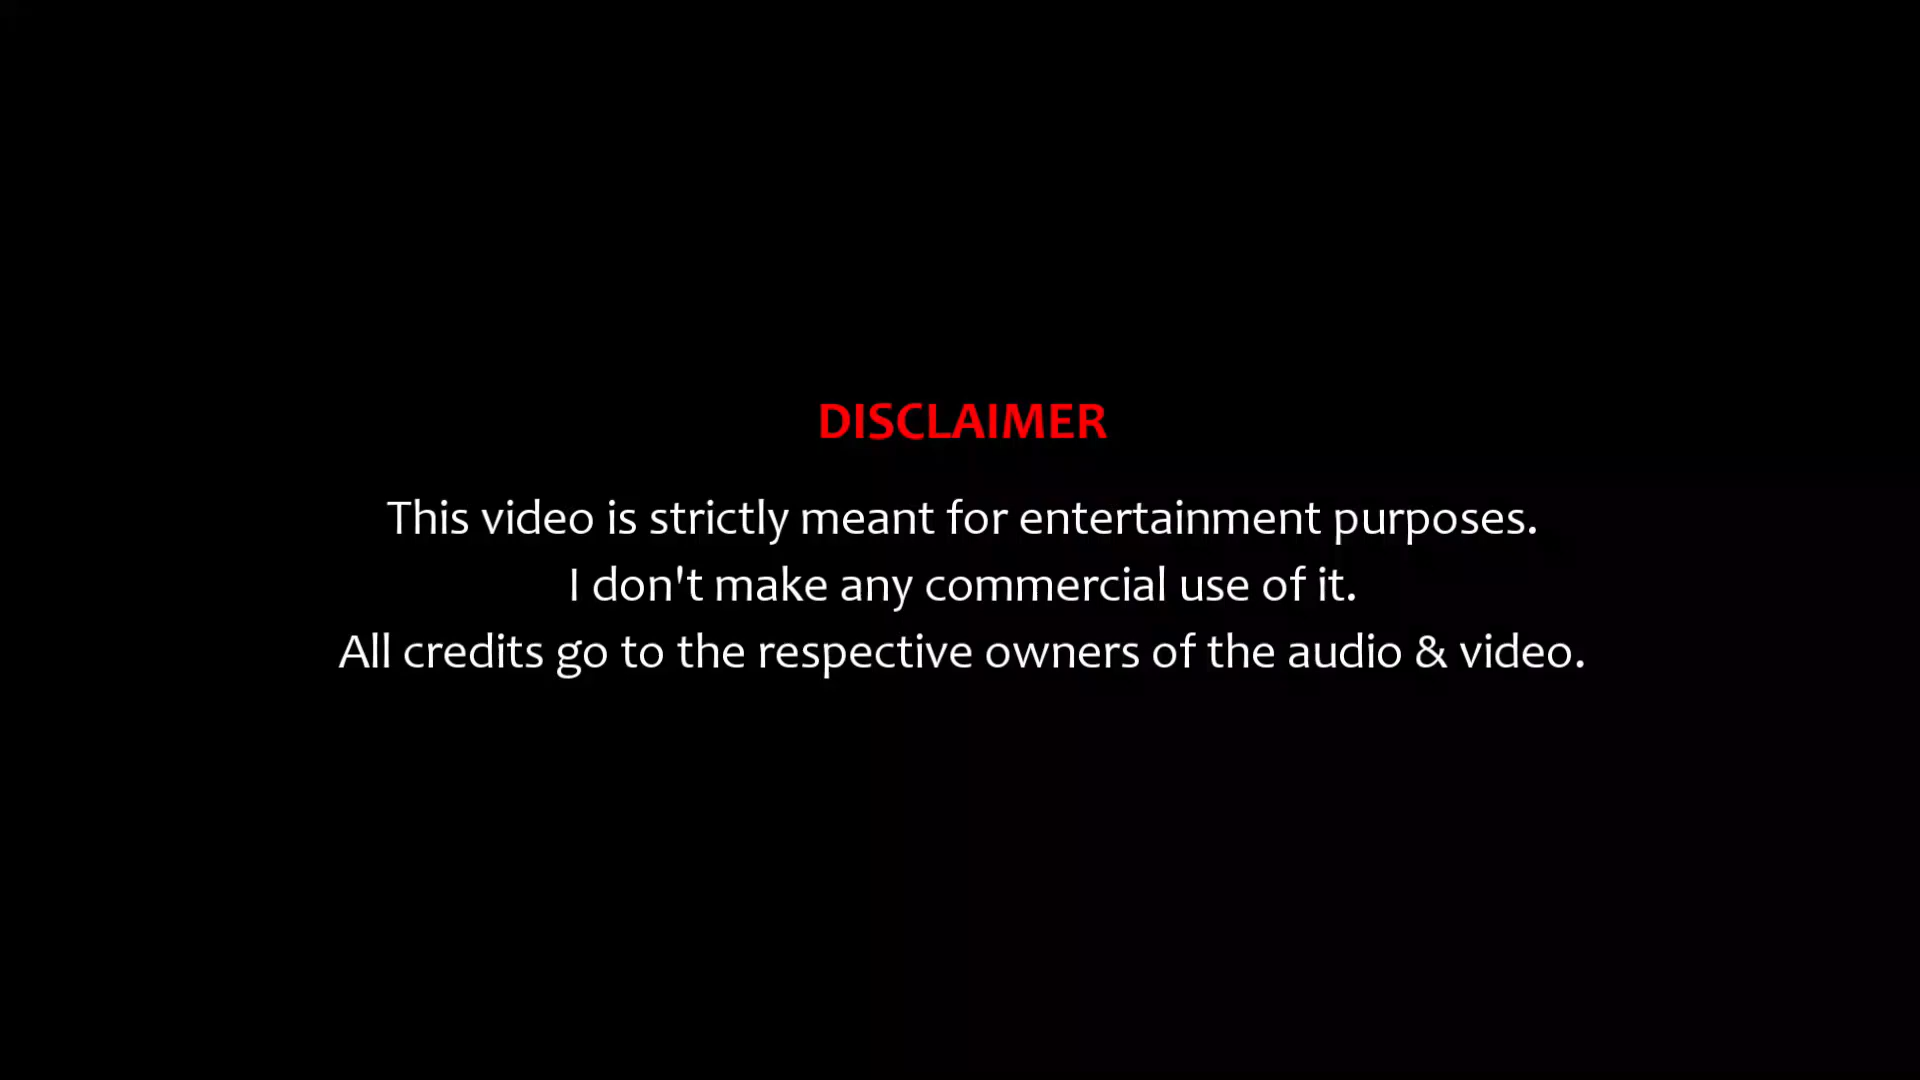 DISCLAIMER
This video is strictly meant for entertainment purposes.
I don't make any commercial use of it.
All credits go to the respective owners of the audio & video.